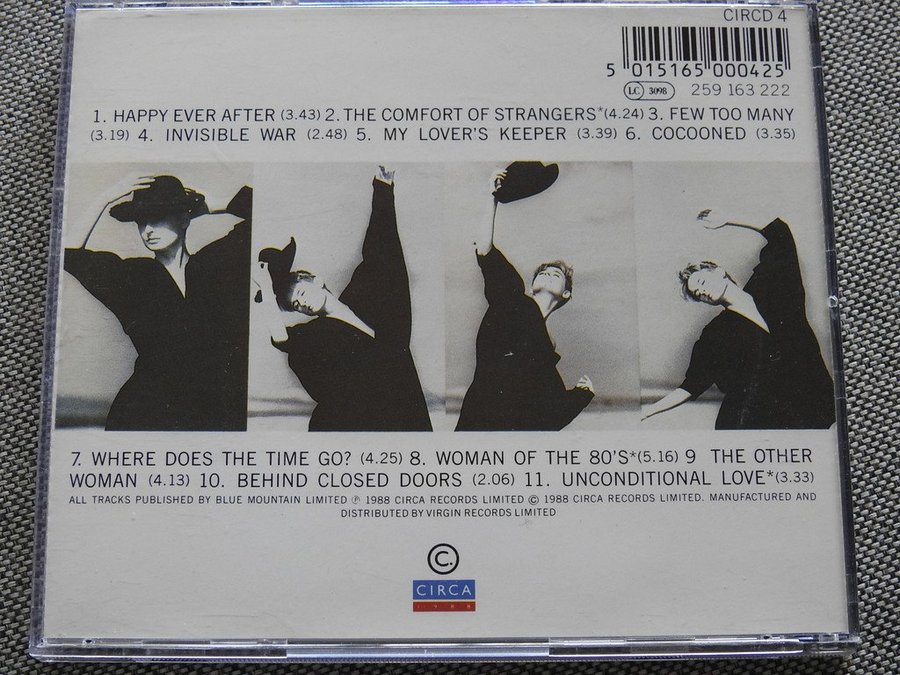 CIRCD 4
5 015165 000425
LC 3098 259 163 222
1. HAPPY EVER AFTER (3.43) 2. THE COMFORT OF STRANGERS*(4.24) 3. FEW TOO MANY
(3.19) 4. INVISIBLE WAR (2.48) 5. MY LOVER'S KEEPER (3.39) 6. COCOONED (3.35)
7. WHERE DOES THE TIME GO? (4.25) 8. WOMAN OF THE 80'S*(5.16) 9 THE OTHER
WOMAN (4.13) 10. BEHIND CLOSED DOORS (2.06) 11. UNCONDITIONAL LOVE*(3.33)
ALL TRACKS PUBLISHED BY BLUE MOUNTAIN LIMITED ℗ 1988 CIRCA RECORDS LIMITED © 1988 CIRCA RECORDS LIMITED. MANUFACTURED AND
DISTRIBUTED BY VIRGIN RECORDS LIMITED
C.
CIRCA
1988